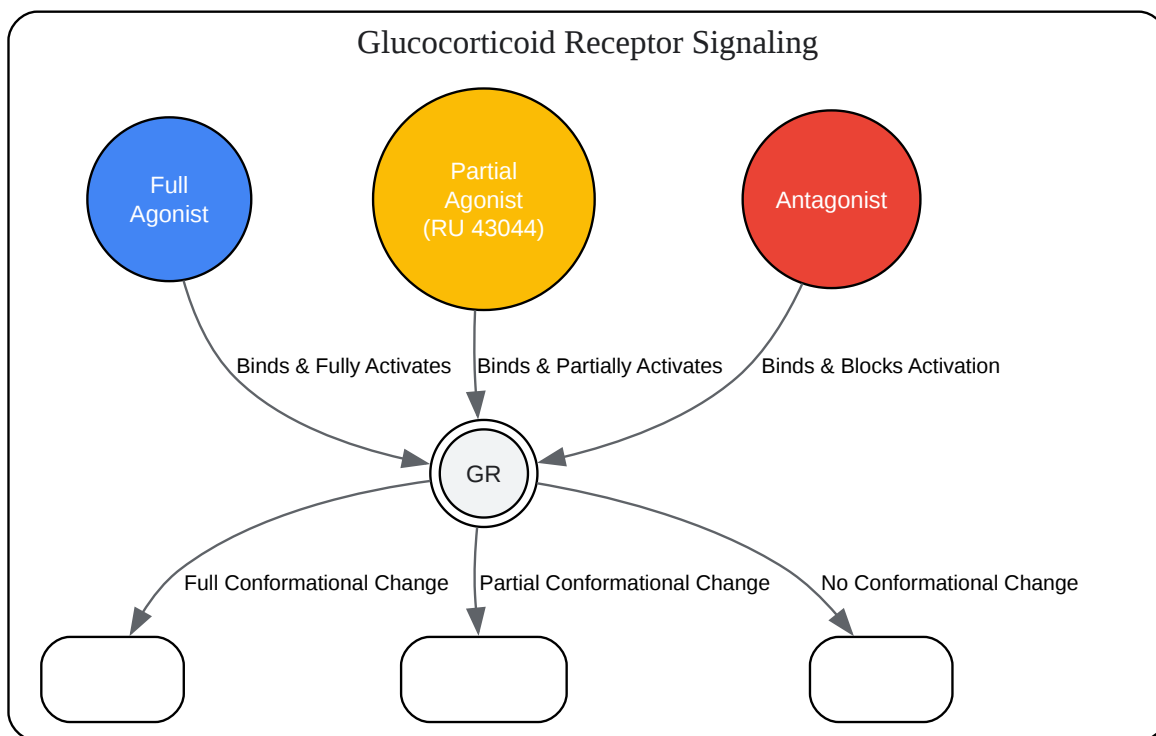 Glucocorticoid Receptor Signaling
Full
Agonist
Partial
Agonist
(RU 43044)
Antagonist
Binds & Fully Activates
Binds & Partially Activates
Binds & Blocks Activation
GR
Full Conformational Change
Partial Conformational Change
No Conformational Change